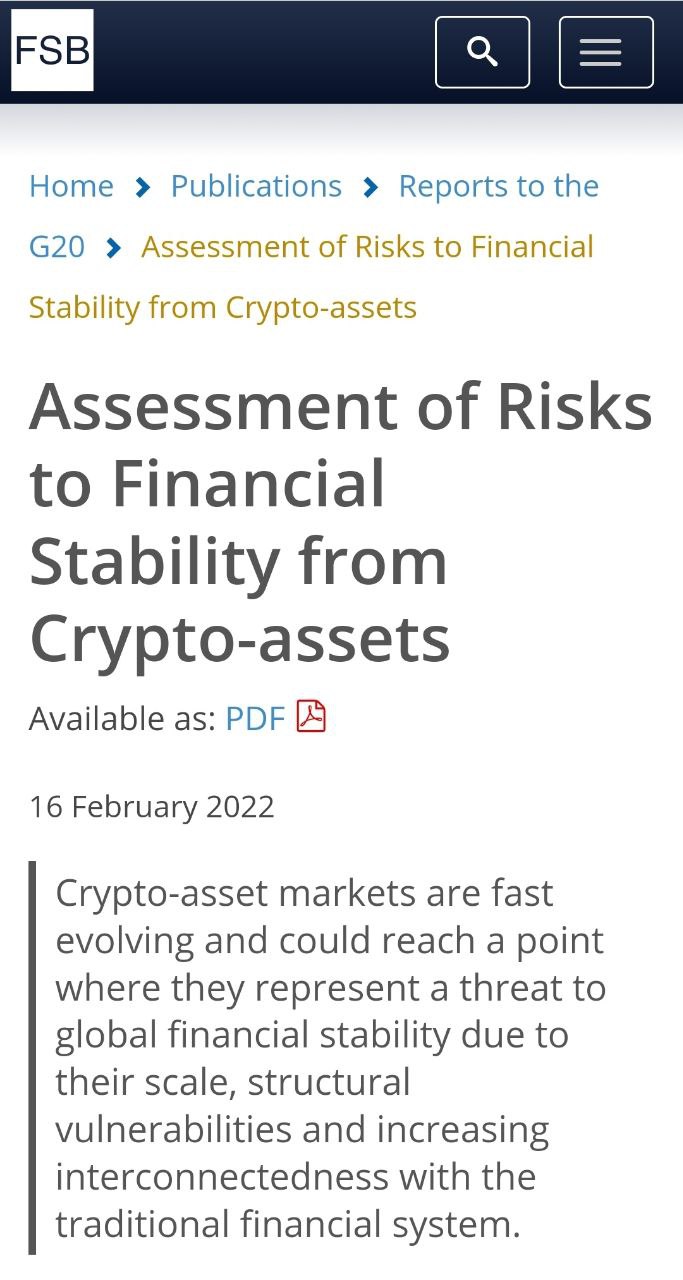 FSB
Home > Publications > Reports to the
G20 > Assessment of Risks to Financial
Stability from Crypto-assets
Assessment of Risks
to Financial
Stability from
Crypto-assets
Available as: PDF
16 February 2022
Crypto-asset markets are fast
evolving and could reach a point
where they represent a threat to
global financial stability due to
their scale, structural
vulnerabilities and increasing
interconnectedness with the
traditional financial system.